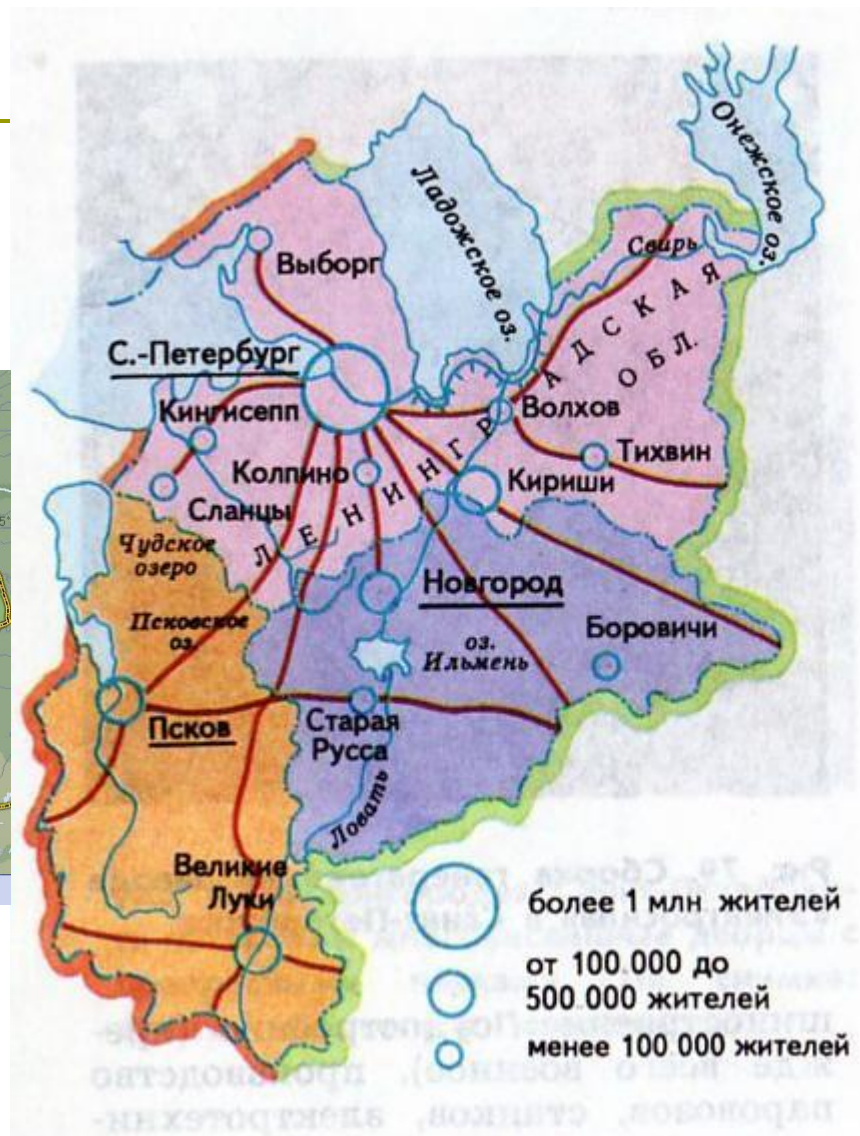 Онежское оз.
Ладожское оз.
Свирь
Выборг
ЛЕНИНГРАДСКАЯ
ОБЛ.
С.-Петербург
Кингисепп
Волхов
Тихвин
Колпино
Кириши
Сланцы
Чудское
озеро
Новгород
Псковское
оз.
оз.
Ильмень
Боровичи
Псков
Старая
Русса
Ловать
Великие
Луки
более 1 млн. жителей
от 100.000 до
500.000 жителей
менее 100.000 жителей